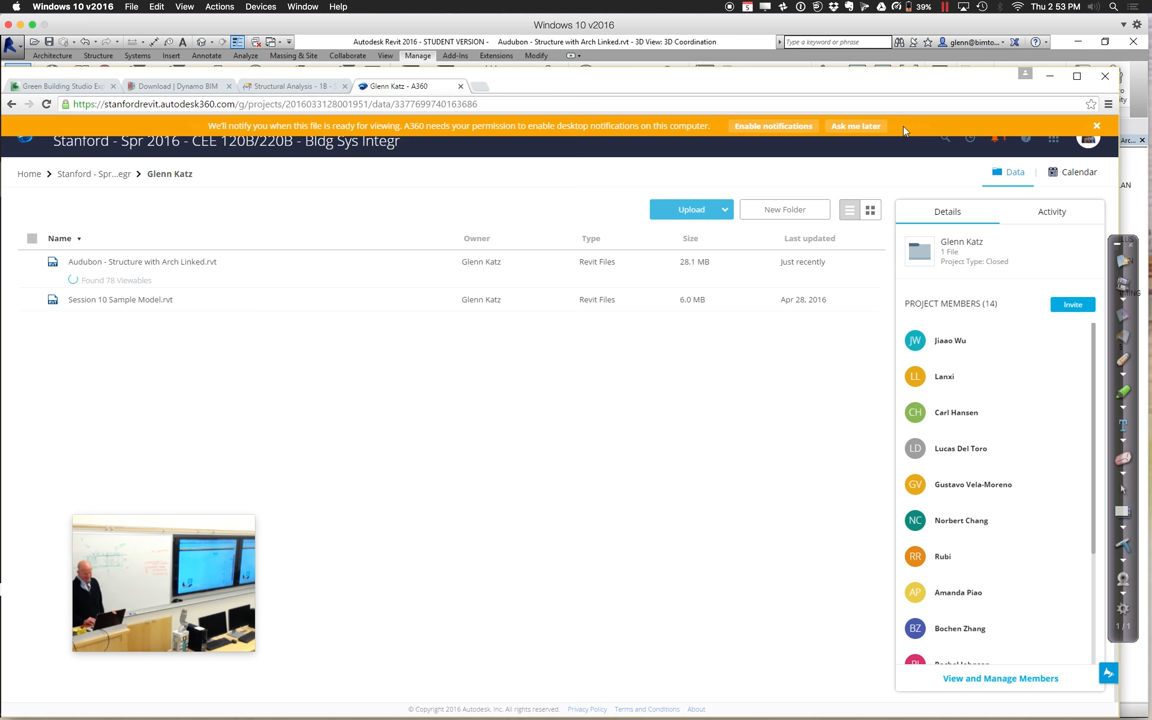 Windows 10 v2016 File Edit View Actions Devices Window Help 39% Thu 2 53 PM
Windows 10 v2016
Autodesk Revit 2016 - STUDENT VERSION - Audubon - Structure with Arch Linked.rvt - 3D View: 3D Coordination Type a keyword or phrase glenn@bimto...
Architecture Structure Systems Insert Annotate Analyze Massing & Site Collaborate View Manage Add-Ins Extensions Modify
Green Building Studio Ex Download | Dynamo BIM Structural Analysis - 1B - Glenn Katz - A360
https://stanfordrevit.autodesk360.com/g/projects/2016033128001951/data/3377699740163686
We'll notify you when this file is ready for viewing. A360 needs your permission to enable desktop notifications on this computer. Enable notifications Ask me later
Stanford - Spr 2016 - CEE 120B/220B - Bldg Sys Integr
Home > Stanford - Spr...egr > Glenn Katz Data Calendar
Upload New Folder
Details Activity
Name Owner Type Size Last updated
Glenn Katz
1 File
Project Type: Closed
Audubon - Structure with Arch Linked.rvt Glenn Katz Revit Files 28.1 MB Just recently
Found 78 Viewables
Session 10 Sample Model.rvt Glenn Katz Revit Files 6.0 MB Apr 28, 2016
PROJECT MEMBERS (14) Invite
JW Jiaao Wu
LL Lanxi
CH Carl Hansen
LD Lucas Del Toro
GV Gustavo Vela-Moreno
NC Norbert Chang
RR Rubi
AP Amanda Piao
BZ Bochen Zhang
View and Manage Members
1 / 1
© Copyright 2016 Autodesk, Inc. All rights reserved. Privacy Policy Terms and Conditions About